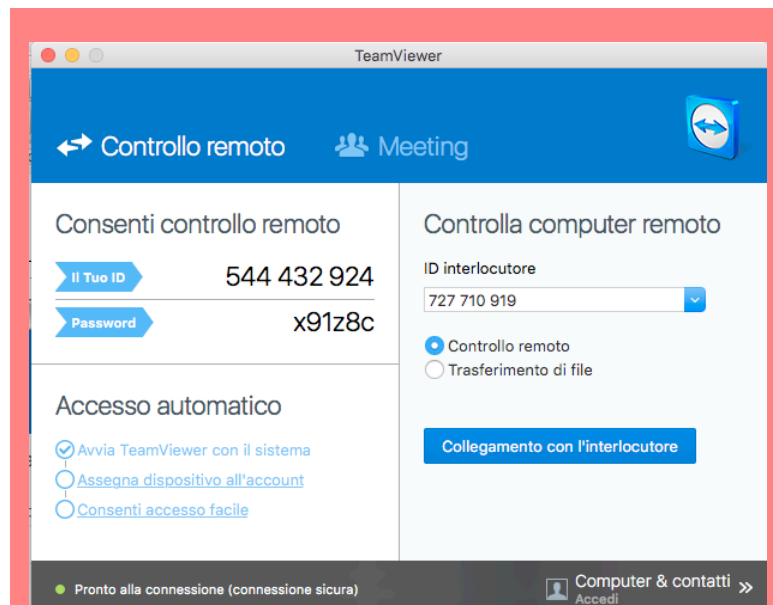 TeamViewer
Controllo remoto
Meeting
Consenti controllo remoto
Il Tuo ID 544 432 924
Password x91z8c
Accesso automatico
Avvia TeamViewer con il sistema
Assegna dispositivo all'account
Consenti accesso facile
Controlla computer remoto
ID interlocutore
727 710 919
Controllo remoto
Trasferimento di file
Collegamento con l'interlocutore
Pronto alla connessione (connessione sicura)
Computer & contatti
Accedi